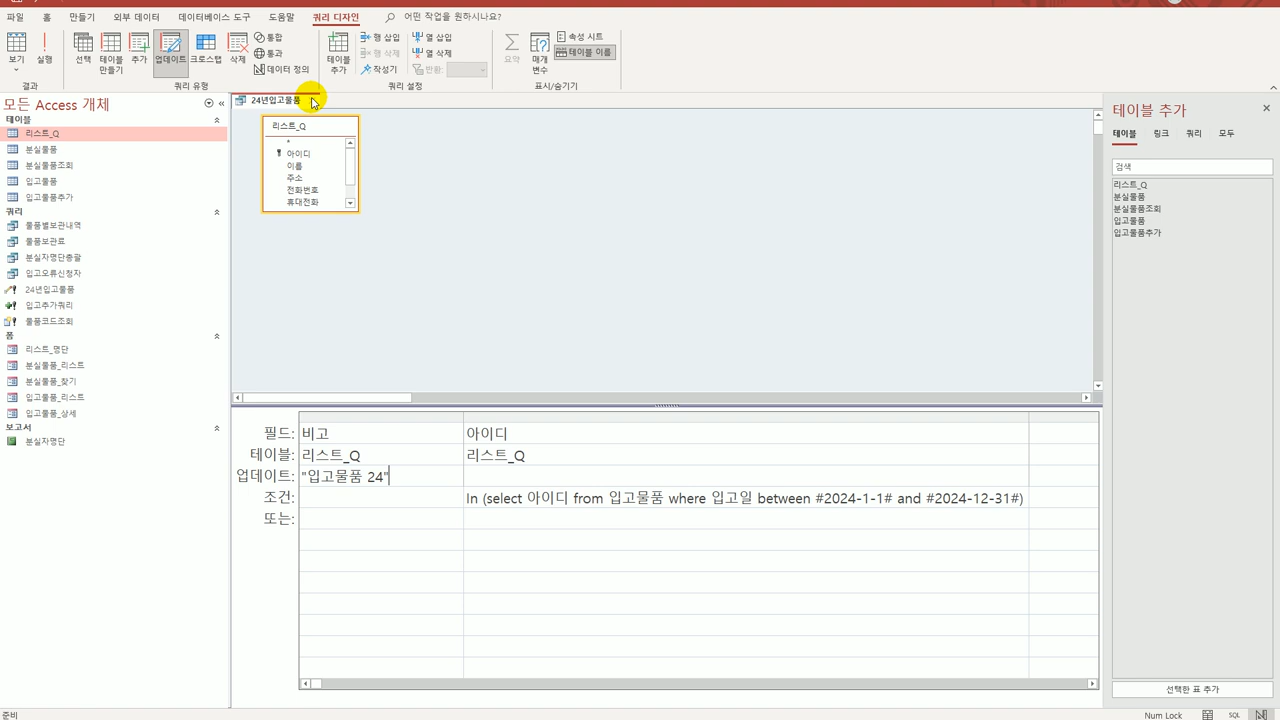 파일 홈 만들기 외부 데이터 데이터베이스 도구 도움말 쿼리 디자인 어떤 작업을 원하시나요?
보기 실행 선택 테이블 만들기 추가 업데이트 크로스탭 삭제
통합
통과
데이터 정의
테이블 추가
행 삽입
행 삭제
작성기
열 삽입
열 삭제
반환:
요약 매개 변수
속성 시트
테이블 이름
결과 쿼리 유형 쿼리 설정 표시/숨기기
모든 Access 개체
테이블
리스트_Q
분실물품
분실물품조회
입고물품
입고물품추가
쿼리
물품별보관내역
물품보관료
분실자명단총괄
입고오류신청자
24년입고물품
입고추가쿼리
물품코드조회
폼
리스트_명단
분실물품_리스트
분실물품_찾기
입고물품_리스트
입고물품_상세
보고서
분실자명단
24년입고물품
리스트_Q
*
아이디
이름
주소
전화번호
휴대전화
필드: 비고 아이디
테이블: 리스트_Q 리스트_Q
업데이트: "입고물품 24"
조건: In (select 아이디 from 입고물품 where 입고일 between #2024-1-1# and #2024-12-31#)
또는:
테이블 추가
테이블 링크 쿼리 모두
검색
리스트_Q
분실물품
분실물품조회
입고물품
입고물품추가
선택한 표 추가
준비 Num Lock SQL